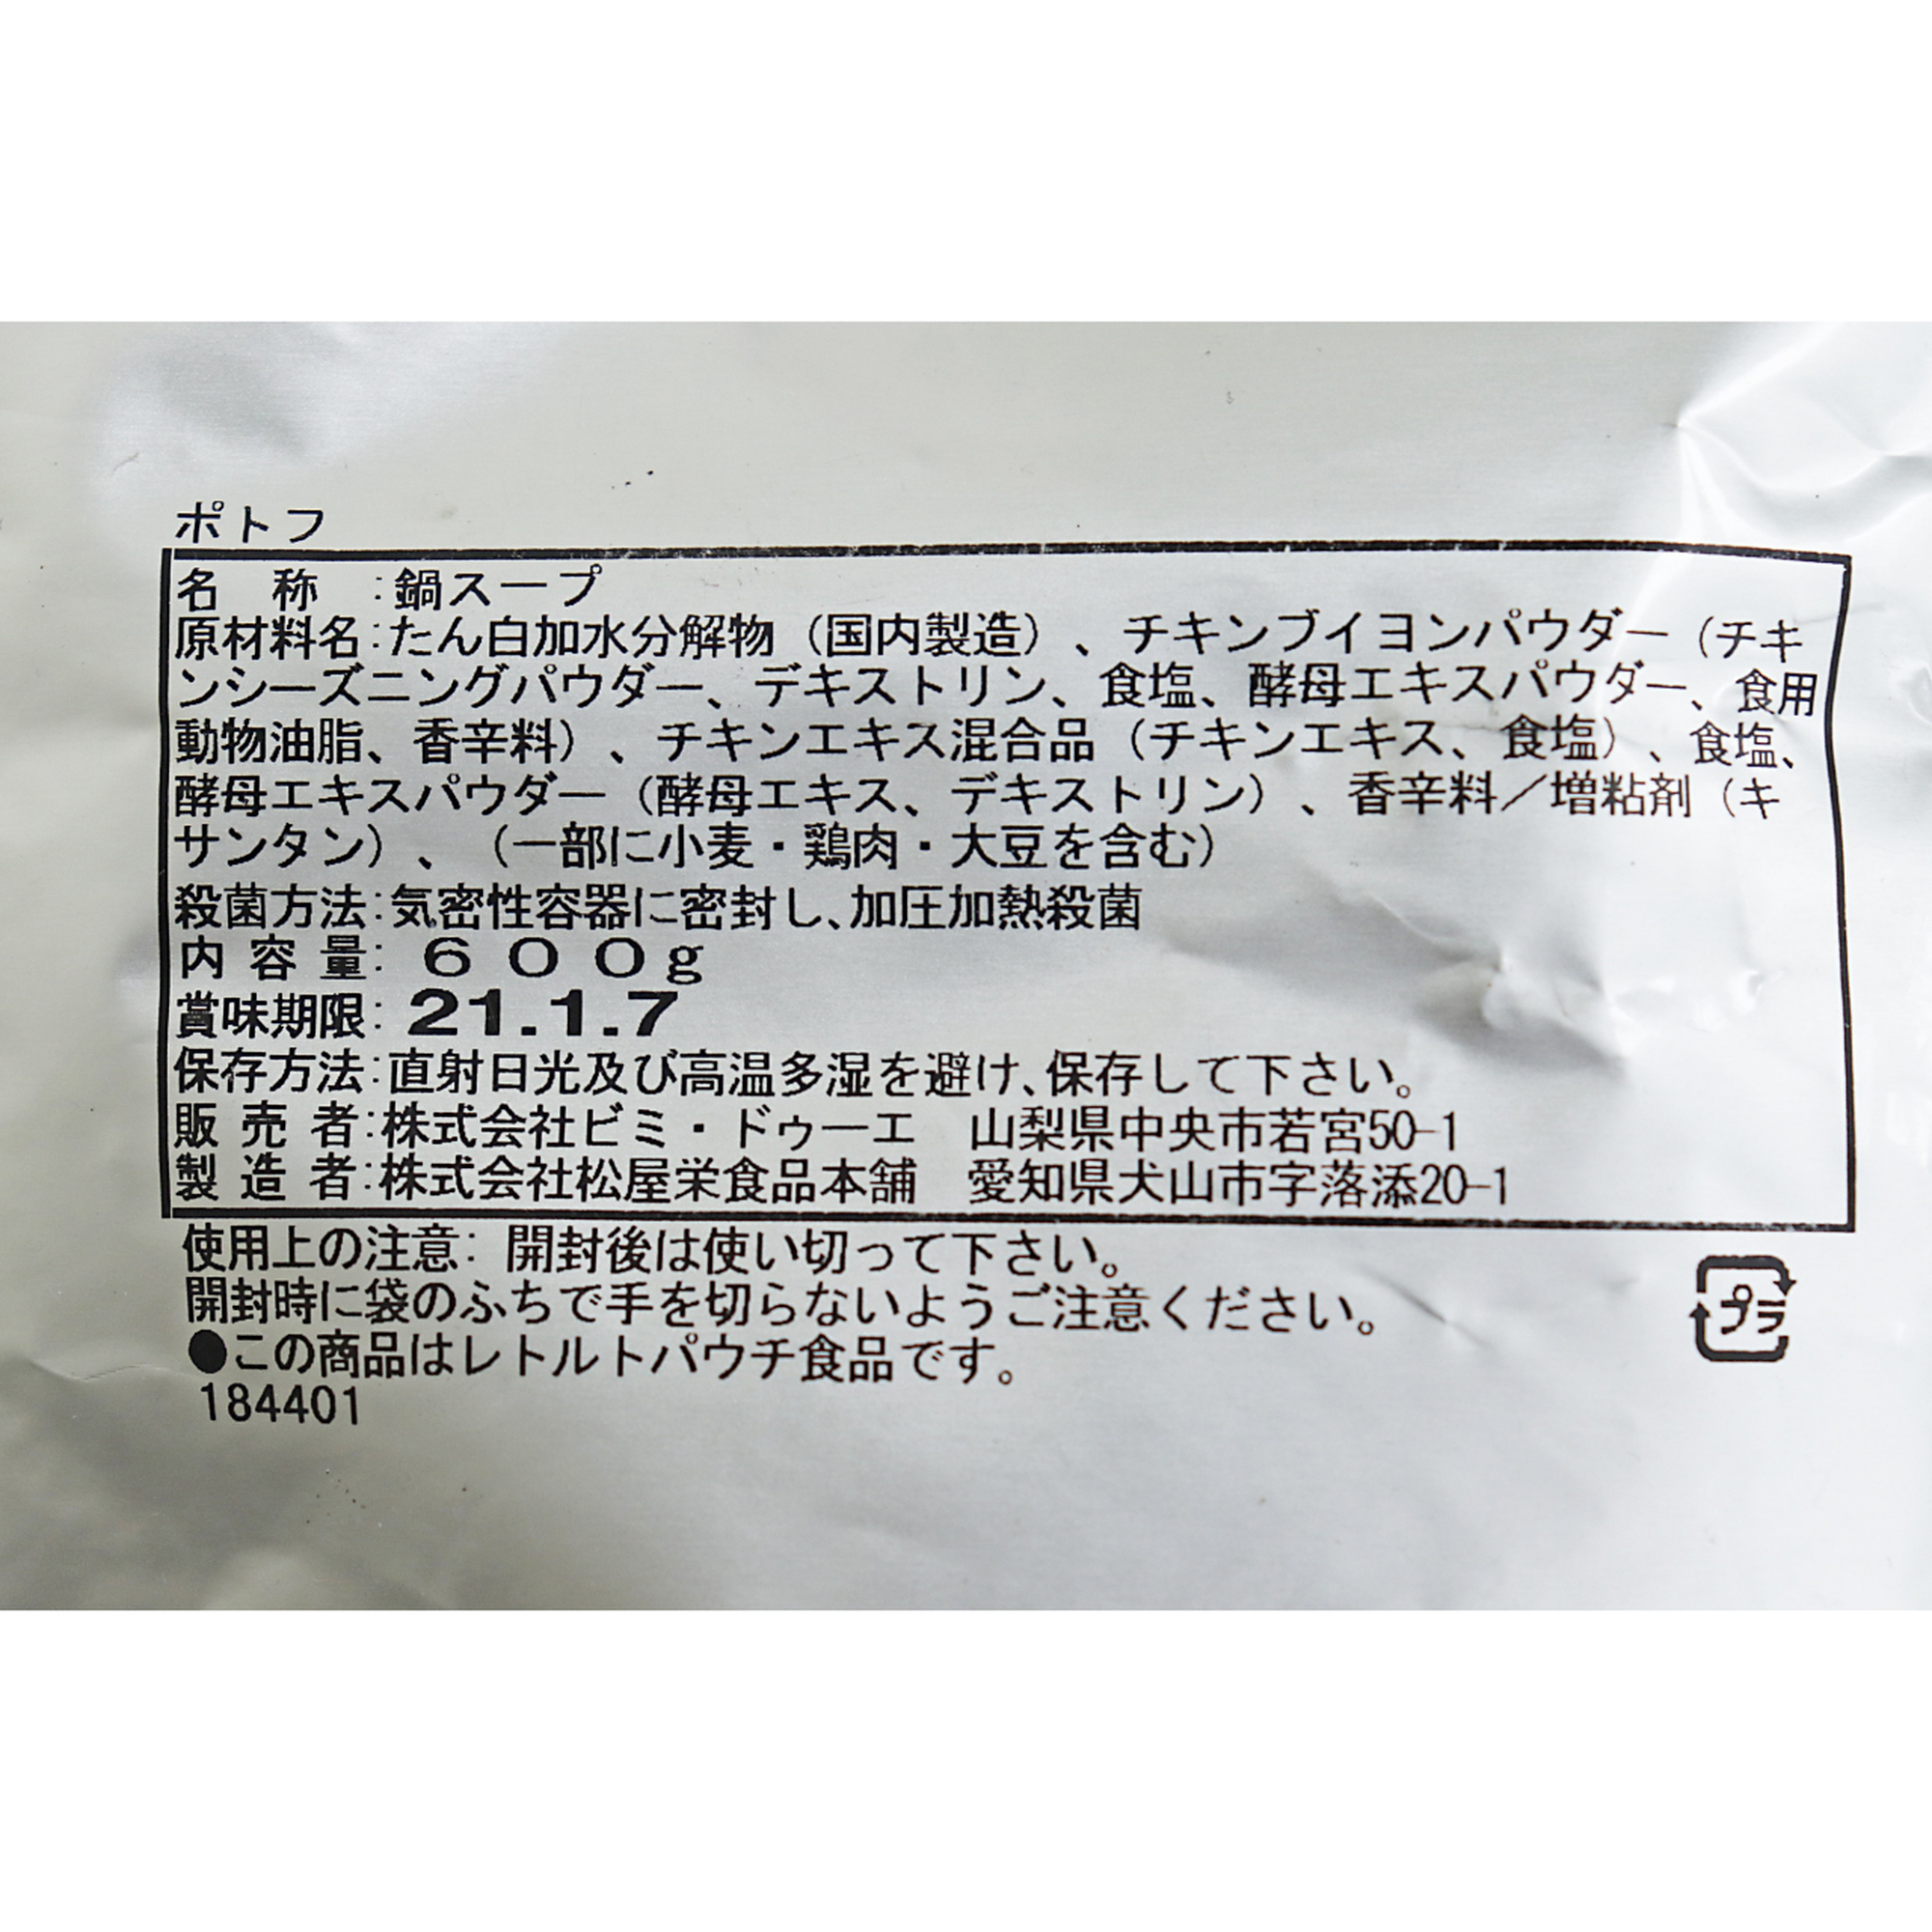 ポトフ
名　称　:鍋スープ
原材料名:たん白加水分解物（国内製造）、チキンブイヨンパウダー（チキ
ンシーズニングパウダー、デキストリン、食塩、酵母エキスパウダー、食用
動物油脂、香辛料）、チキンエキス混合品（チキンエキス、食塩）、食塩、
酵母エキスパウダー（酵母エキス、デキストリン）、香辛料／増粘剤（キ
サンタン）、（一部に小麦・鶏肉・大豆を含む）
殺菌方法:気密性容器に密封し、加圧加熱殺菌
内 容 量: 600g
賞味期限: 21.1.7
保存方法:直射日光及び高温多湿を避け、保存して下さい。
販 売 者:株式会社ビミ・ドゥーエ　山梨県中央市若宮50-1
製 造 者:株式会社松屋栄食品本舗　愛知県犬山市字落添20-1
使用上の注意: 開封後は使い切って下さい。
開封時に袋のふちで手を切らないようご注意ください。
プラ
●この商品はレトルトパウチ食品です。
184401